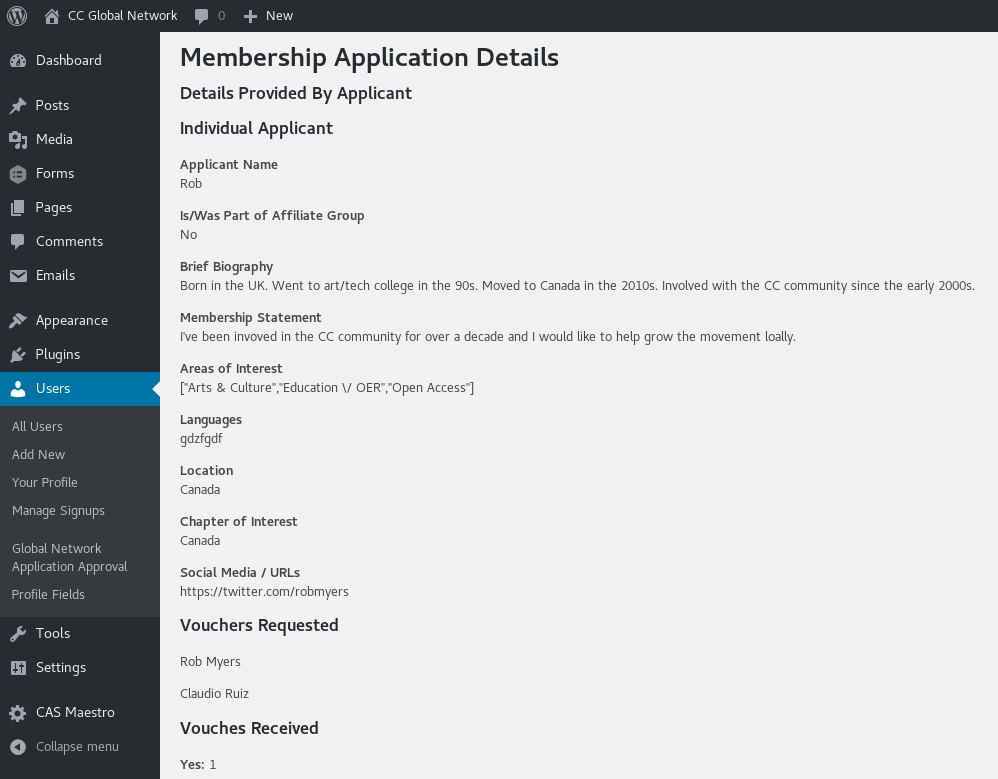 CC Global Network 0 New
Dashboard
Posts
Media
Forms
Pages
Comments
Emails
Appearance
Plugins
Users
All Users
Add New
Your Profile
Manage Signups
Global Network
Application Approval
Profile Fields
Tools
Settings
CAS Maestro
Collapse menu
Membership Application Details
Details Provided By Applicant
Individual Applicant
Applicant Name
Rob
Is/Was Part of Affiliate Group
No
Brief Biography
Born in the UK. Went to art/tech college in the 90s. Moved to Canada in the 2010s. Involved with the CC community since the early 2000s.
Membership Statement
I've been invoved in the CC community for over a decade and I would like to help grow the movement loally.
Areas of Interest
["Arts & Culture","Education \/ OER","Open Access"]
Languages
gdzfgdf
Location
Canada
Chapter of Interest
Canada
Social Media / URLs
https://twitter.com/robmyers
Vouchers Requested
Rob Myers
Claudio Ruiz
Vouches Received
Yes: 1